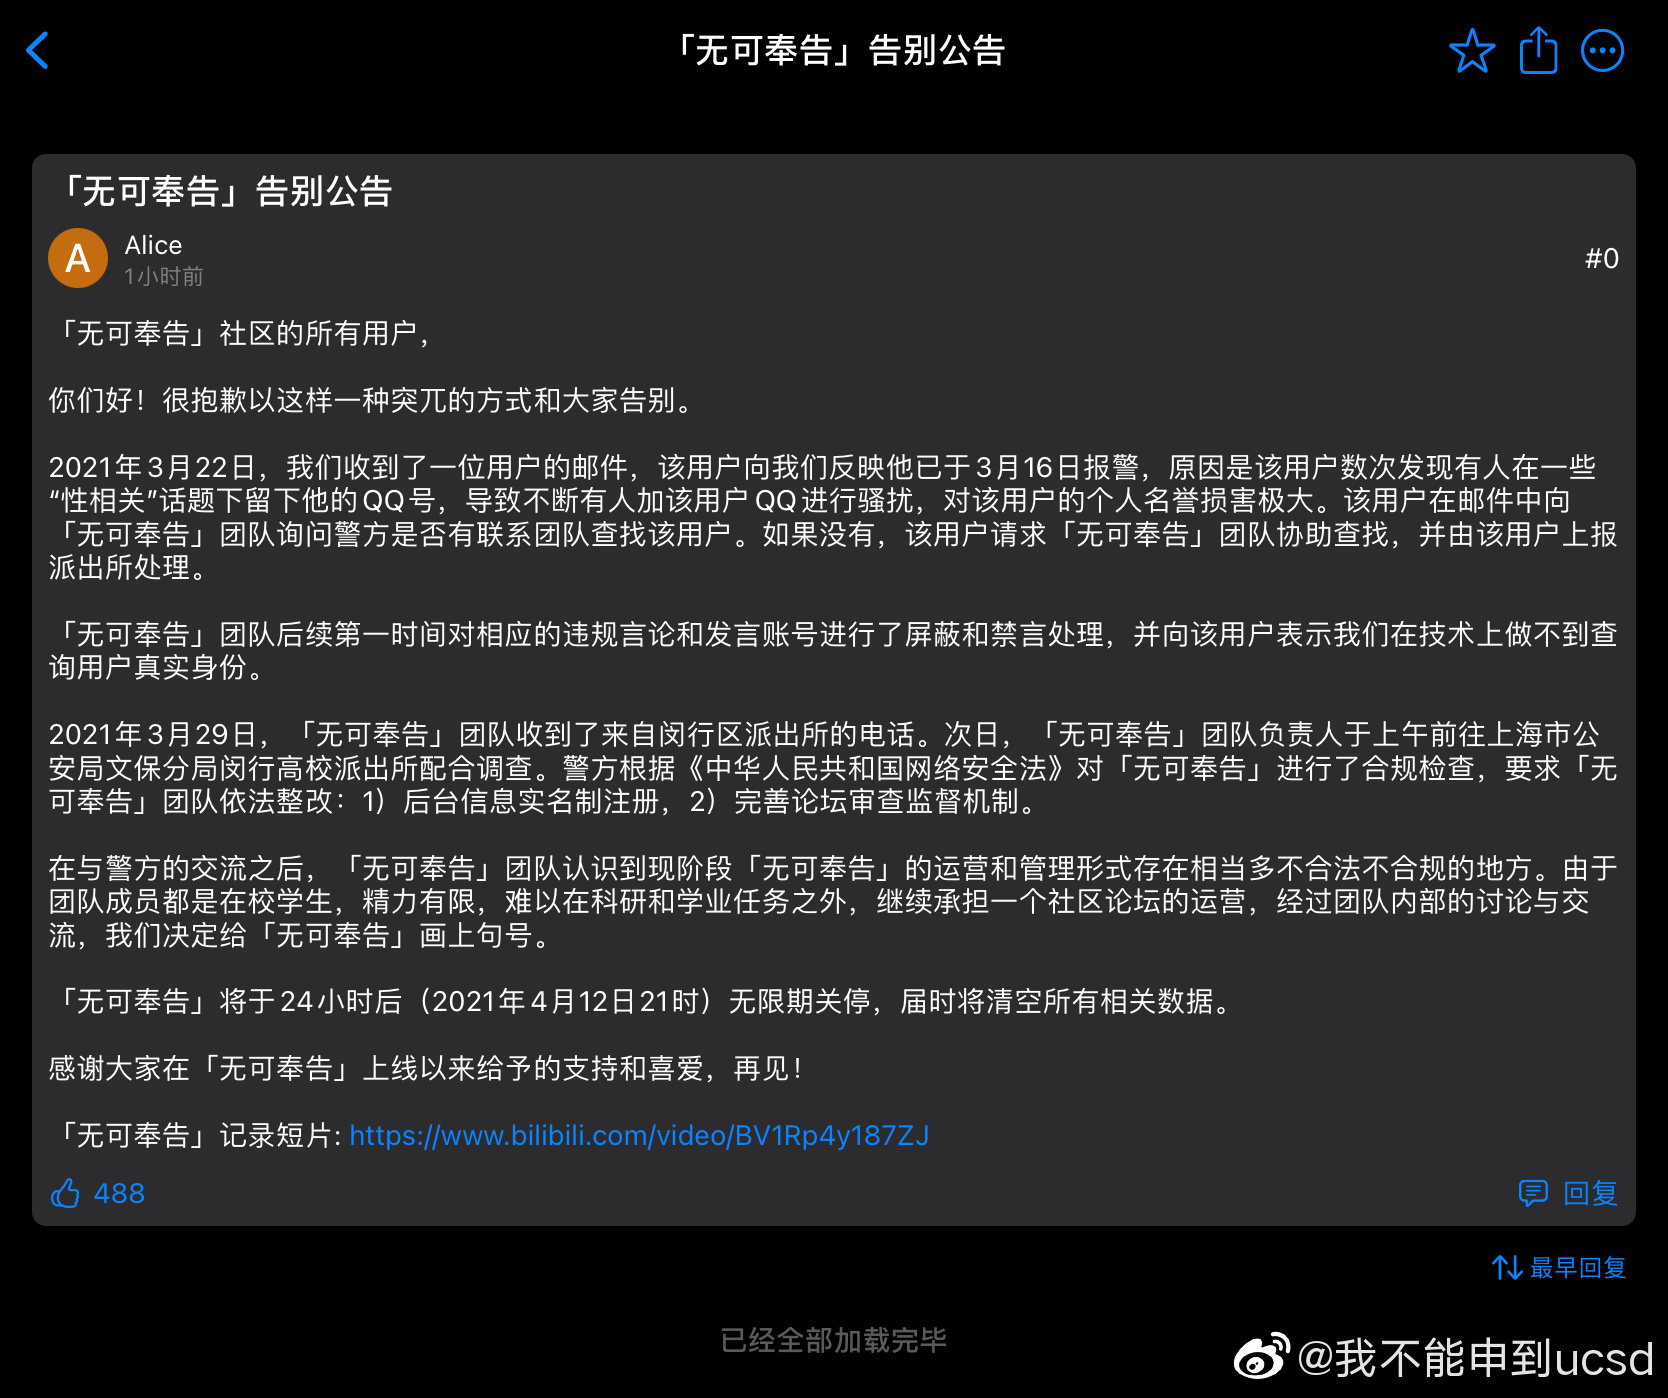 「无可奉告」告别公告
「无可奉告」告别公告
A
Alice
1小时前
#0
「无可奉告」社区的所有用户，
你们好！很抱歉以这样一种突兀的方式和大家告别。
2021年3月22日，我们收到了一位用户的邮件，该用户向我们反映他已于3月16日报警，原因是该用户数次发现有人在一些
“性相关”话题下留下他的QQ号，导致不断有人加该用户QQ进行骚扰，对该用户的个人名誉损害极大。该用户在邮件中向
「无可奉告」团队询问警方是否有联系团队查找该用户。如果没有，该用户请求「无可奉告」团队协助查找，并由该用户上报
派出所处理。
「无可奉告」团队后续第一时间对相应的违规言论和发言账号进行了屏蔽和禁言处理，并向该用户表示我们在技术上做不到查
询用户真实身份。
2021年3月29日，「无可奉告」团队收到了来自闵行区派出所的电话。次日，「无可奉告」团队负责人于上午前往上海市公
安局文保分局闵行高校派出所配合调查。警方根据《中华人民共和国网络安全法》对「无可奉告」进行了合规检查，要求「无
可奉告」团队依法整改：1）后台信息实名制注册，2）完善论坛审查监督机制。
在与警方的交流之后，「无可奉告」团队认识到现阶段「无可奉告」的运营和管理形式存在相当多不合法不合规的地方。由于
团队成员都是在校学生，精力有限，难以在科研和学业任务之外，继续承担一个社区论坛的运营，经过团队内部的讨论与交
流，我们决定给「无可奉告」画上句号。
「无可奉告」将于24小时后（2021年4月12日21时）无限期关停，届时将清空所有相关数据。
感谢大家在「无可奉告」上线以来给予的支持和喜爱，再见！
「无可奉告」记录短片: https://www.bilibili.com/video/BV1Rp4y187ZJ
488
回复
最早回复
已经全部加载完毕
@我不能申到ucsd